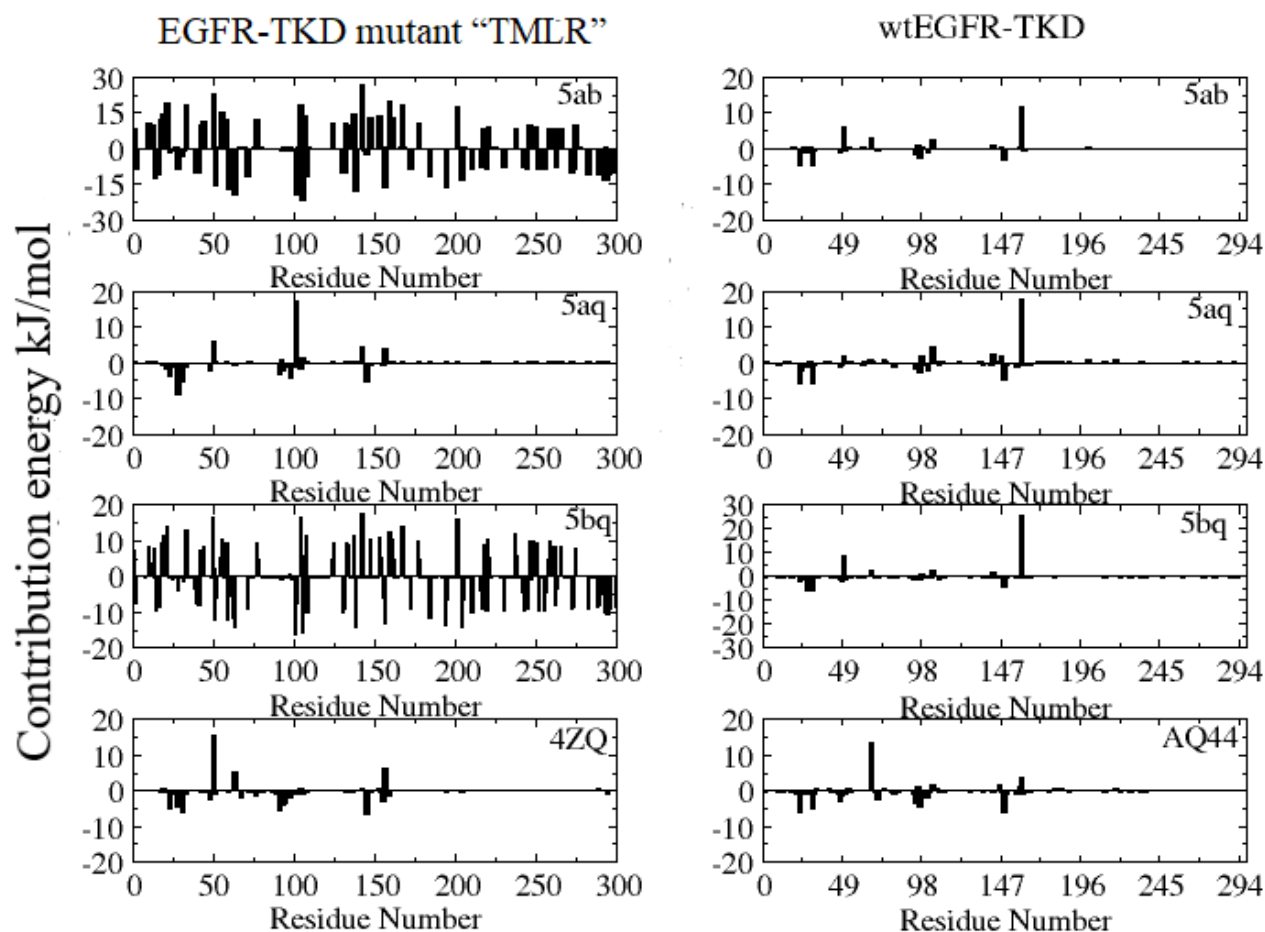 EGFR-TKD mutant “TMLR”
wtEGFR-TKD
Contribution energy kJ/mol
30
15
0
-15
-30
5ab
0 50 100 150 200 250 300
Residue Number
20
10
0
-10
-20
5ab
0 49 98 147 196 245 294
Residue Number
20
10
0
-10
-20
5aq
0 50 100 150 200 250 300
Residue Number
20
10
0
-10
-20
5aq
0 49 98 147 196 245 294
Residue Number
20
10
0
-10
-20
5bq
0 50 100 150 200 250 300
Residue Number
30
20
10
0
-10
-20
-30
5bq
0 49 98 147 196 245 294
Residue Number
20
10
0
-10
-20
4ZQ
0 50 100 150 200 250 300
Residue Number
20
10
0
-10
-20
AQ44
0 49 98 147 196 245 294
Residue Number